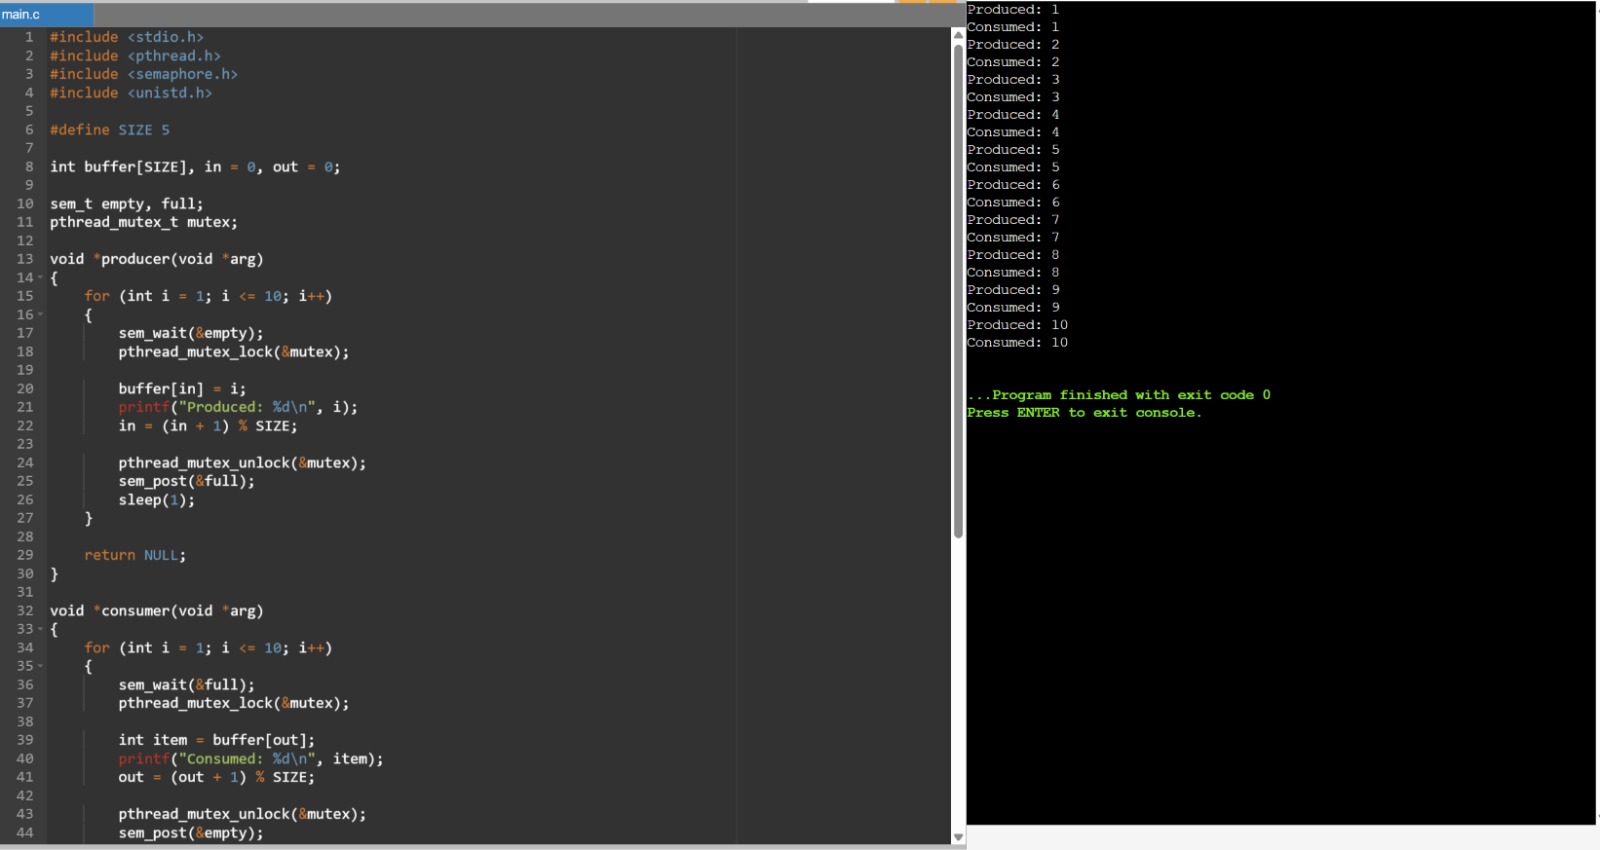 main.c
1 #include <stdio.h>
2 #include <pthread.h>
3 #include <semaphore.h>
4 #include <unistd.h>
5
6 #define SIZE 5
7
8 int buffer[SIZE], in = 0, out = 0;
9
10 sem_t empty, full;
11 pthread_mutex_t mutex;
12
13 void *producer(void *arg)
14 {
15     for (int i = 1; i <= 10; i++)
16     {
17         sem_wait(&empty);
18         pthread_mutex_lock(&mutex);
19
20         buffer[in] = i;
21         printf("Produced: %d\n", i);
22         in = (in + 1) % SIZE;
23
24         pthread_mutex_unlock(&mutex);
25         sem_post(&full);
26         sleep(1);
27     }
28
29     return NULL;
30 }
31
32 void *consumer(void *arg)
33 {
34     for (int i = 1; i <= 10; i++)
35     {
36         sem_wait(&full);
37         pthread_mutex_lock(&mutex);
38
39         int item = buffer[out];
40         printf("Consumed: %d\n", item);
41         out = (out + 1) % SIZE;
42
43         pthread_mutex_unlock(&mutex);
44         sem_post(&empty);
Produced: 1
Consumed: 1
Produced: 2
Consumed: 2
Produced: 3
Consumed: 3
Produced: 4
Consumed: 4
Produced: 5
Consumed: 5
Produced: 6
Consumed: 6
Produced: 7
Consumed: 7
Produced: 8
Consumed: 8
Produced: 9
Consumed: 9
Produced: 10
Consumed: 10
...Program finished with exit code 0
Press ENTER to exit console.